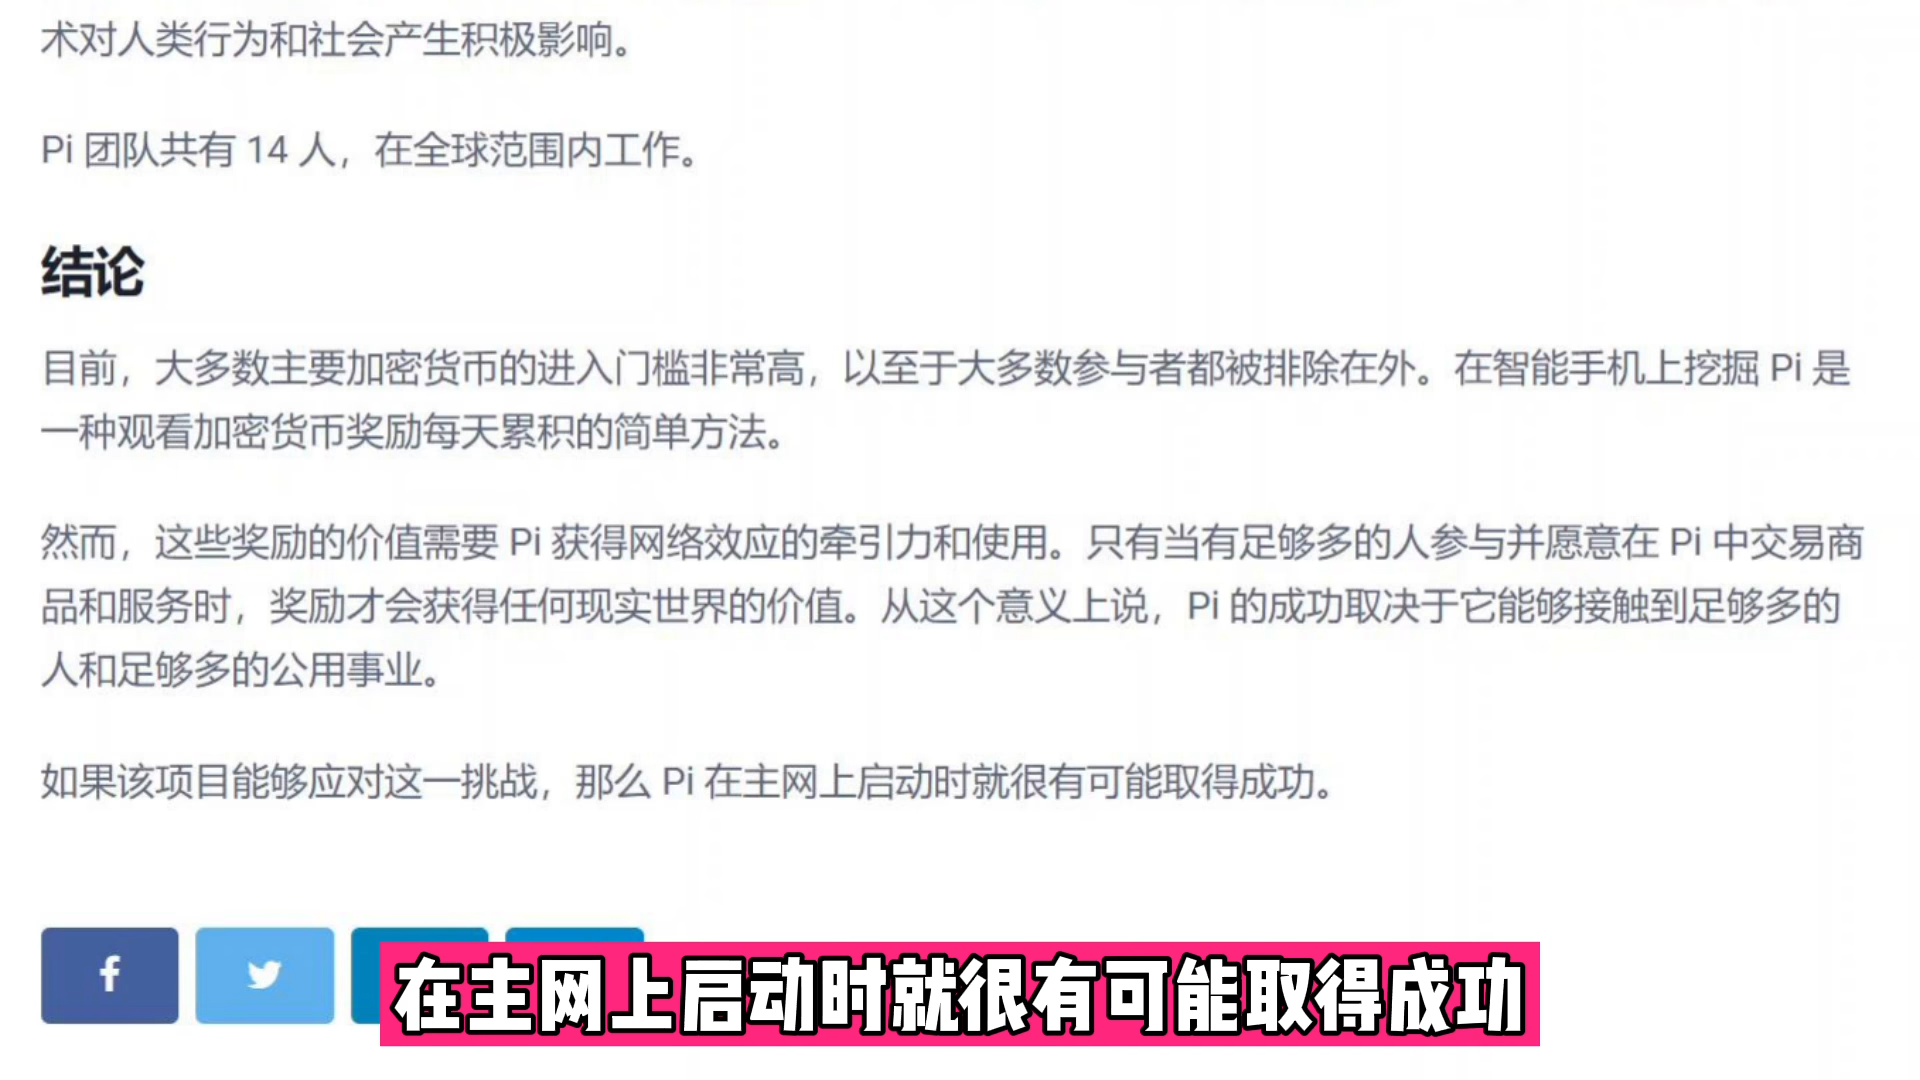 术对人类行为和社会产生积极影响。
Pi 团队共有 14 人，在全球范围内工作。
结论
目前，大多数主要加密货币的进入门槛非常高，以至于大多数参与者都被排除在外。在智能手机上挖掘 Pi 是
一种观看加密货币奖励每天累积的简单方法。
然而，这些奖励的价值需要 Pi 获得网络效应的牵引力和使用。只有当有足够多的人参与并愿意在 Pi 中交易商
品和服务时，奖励才会获得任何现实世界的价值。从这个意义上说，Pi 的成功取决于它能够接触到足够多的
人和足够多的公用事业。
如果该项目能够应对这一挑战，那么 Pi 在主网上启动时就很有可能取得成功。
在主网上启动时就很有可能取得成功